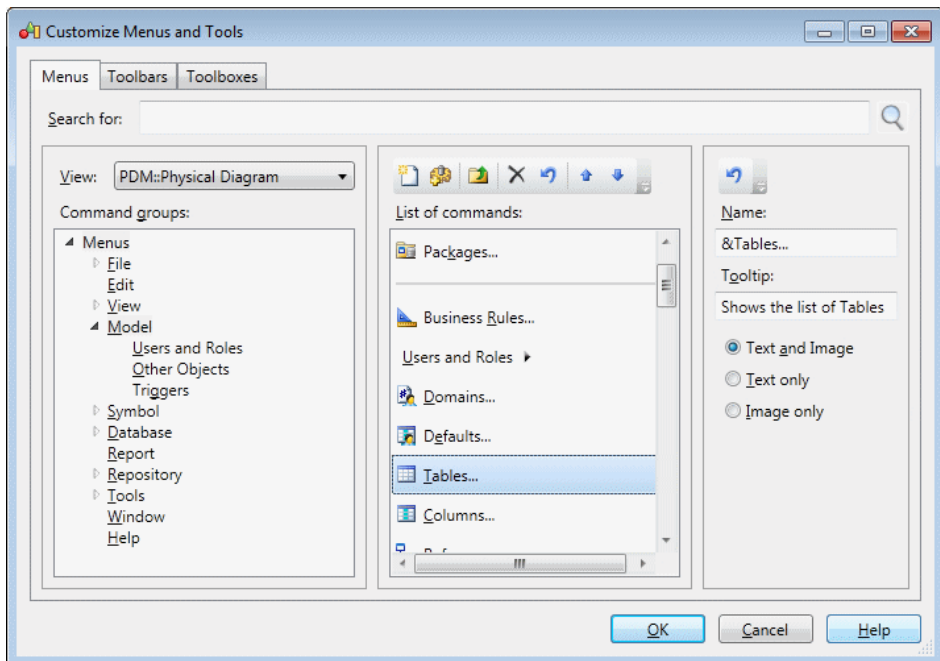 Customize Menus and Tools
Menus
Toolbars
Toolboxes
Search for:
View:
PDM::Physical Diagram
Command groups:
Menus
File
Edit
View
Model
Users and Roles
Other Objects
Triggers
Symbol
Database
Report
Repository
Tools
Window
Help
List of commands:
Packages...
Business Rules...
Users and Roles
Domains...
Defaults...
Tables...
Columns...
Name:
&Tables...
Tooltip:
Shows the list of Tables
Text and Image
Text only
Image only
OK
Cancel
Help